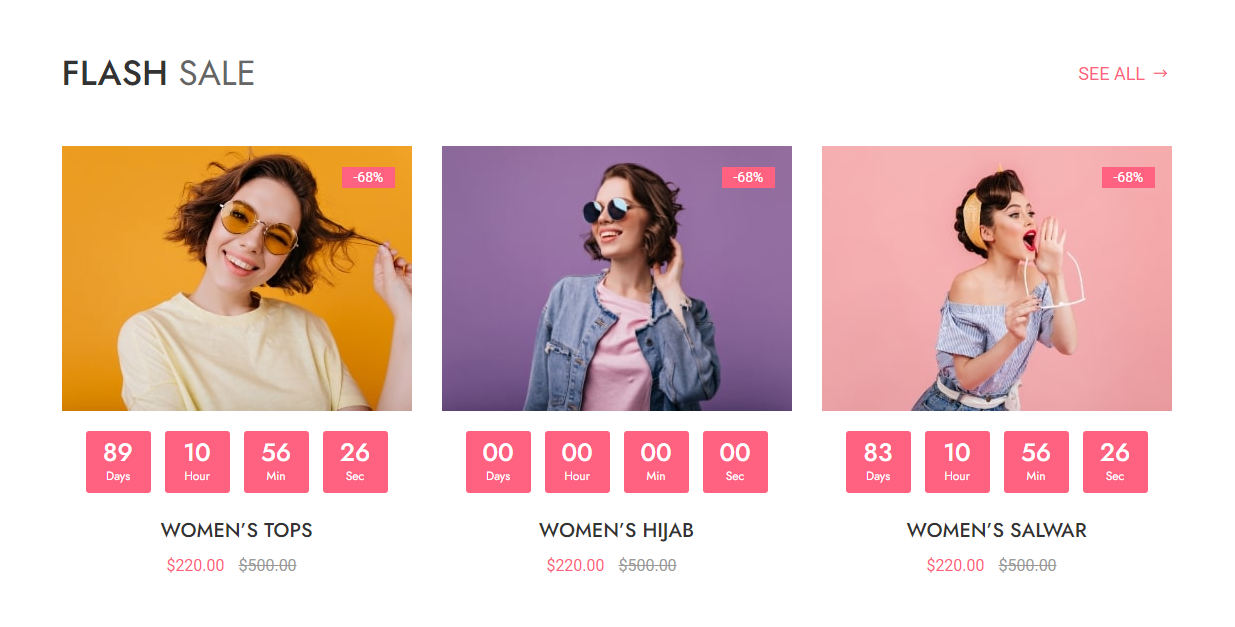 FLASH SALE
SEE ALL →
-68%
-68%
-68%
89 10 56 26
Days Hour Min Sec
00 00 00 00
Days Hour Min Sec
83 10 56 26
Days Hour Min Sec
WOMEN’S TOPS
$220.00 $500.00
WOMEN’S HIJAB
$220.00 $500.00
WOMEN’S SALWAR
$220.00 $500.00